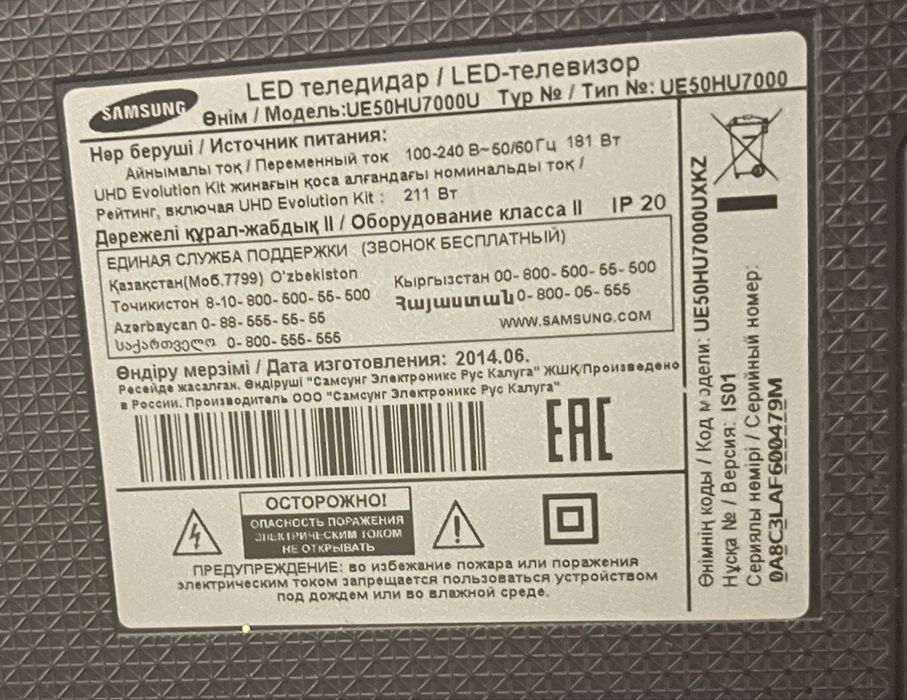 SAMSUNG
LED теледидар / LED-телевизор
Өнім / Модель:UE50HU7000U Түр № / Тип №: UE50HU7000
Нәр беруші / Источник питания:
Айнымалы ток / Переменный ток 100-240 В~50/60 Гц 181 Вт
UHD Evolution Kit жинағын қоса алғандағы номинальды ток /
Рейтинг, включая UHD Evolution Kit : 211 Вт
Дәрежелі құрал-жабдық II / Оборудование класса II IP 20
ЕДИНАЯ СЛУЖБА ПОДДЕРЖКИ (ЗВОНОК БЕСПЛАТНЫЙ)
Қазақстан(Моб.7799) O'zbekiston
Точикистон 8-10-800-500-55-500
Кыргызстан 00-800-500-55-500
Azərbaycan 0-88-555-55-55
Հայաստան 0-800-05-555
საქართველო 0-800-555-555
WWW.SAMSUNG.COM
Өндіру мерзімі / Дата изготовления: 2014.06.
Ресейде жасалған. Өндіруші "Самсунг Электроникс Рус Калуга" ЖШҚ/Произведено
в России. Производитель ООО "Самсунг Электроникс Рус Калуга"
EAC
ОСТОРОЖНО!
ОПАСНОСТЬ ПОРАЖЕНИЯ
ЭЛЕКТРИЧЕСКИМ ТОКОМ
НЕ ОТКРЫВАТЬ
ПРЕДУПРЕЖДЕНИЕ: во избежание пожара или поражения
электрическим током запрещается пользоваться устройством
под дождем или во влажной среде.
Өнімнің коды / Код модели: UE50HU7000UXKZ
Нұсқа № / Версия: IS01
Сериялы нөмірі / Серийный номер:
0A8C3LAF600479M